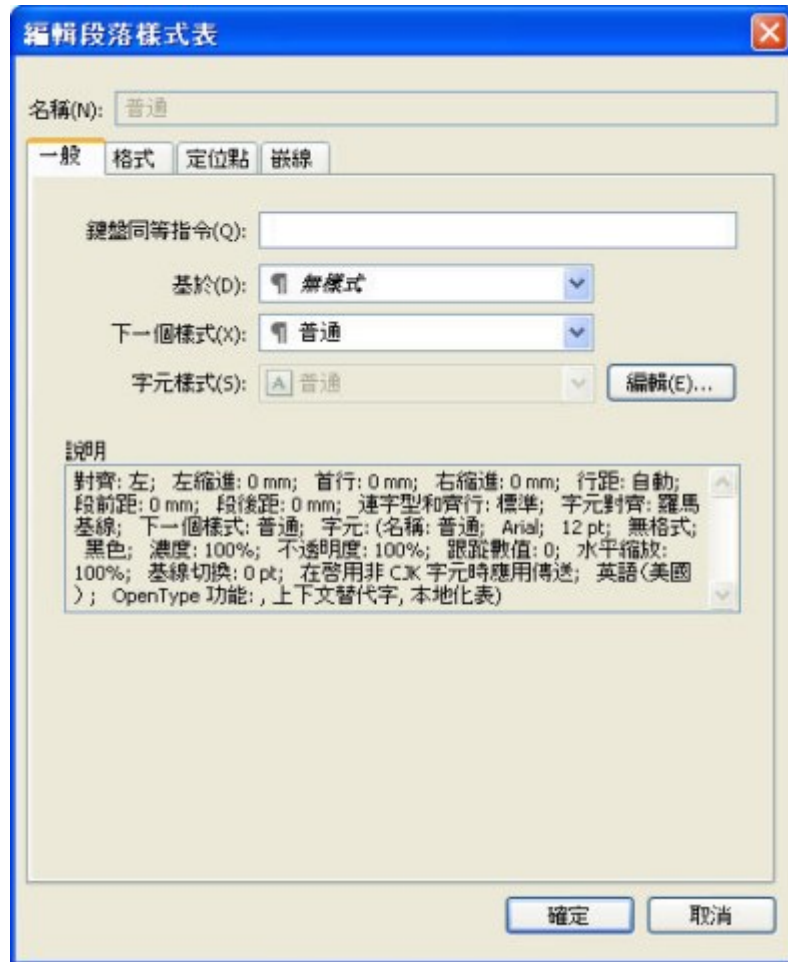 編輯段落樣式表
名稱(N): 普通
一般 格式 定位點 嵌線
鍵盤同等指令(Q):
基於(D): ¶ 無樣式
下一個樣式(X): ¶ 普通
字元樣式(S): A 普通 編輯(E)...
說明
對齊: 左; 左縮進: 0 mm; 首行: 0 mm; 右縮進: 0 mm; 行距: 自動;
段前距: 0 mm; 段後距: 0 mm; 連字型和齊行: 標準; 字元對齊: 羅馬
基線; 下一個樣式: 普通; 字元: (名稱: 普通; Arial; 12 pt; 無格式;
黑色; 濃度: 100%; 不透明度: 100%; 跟蹤數值: 0; 水平縮放:
100%; 基線切換: 0 pt; 在啓用非 CJK 字元時應用傳送; 英語(美國
); OpenType 功能: , 上下文替代字, 本地化表)
確定 取消